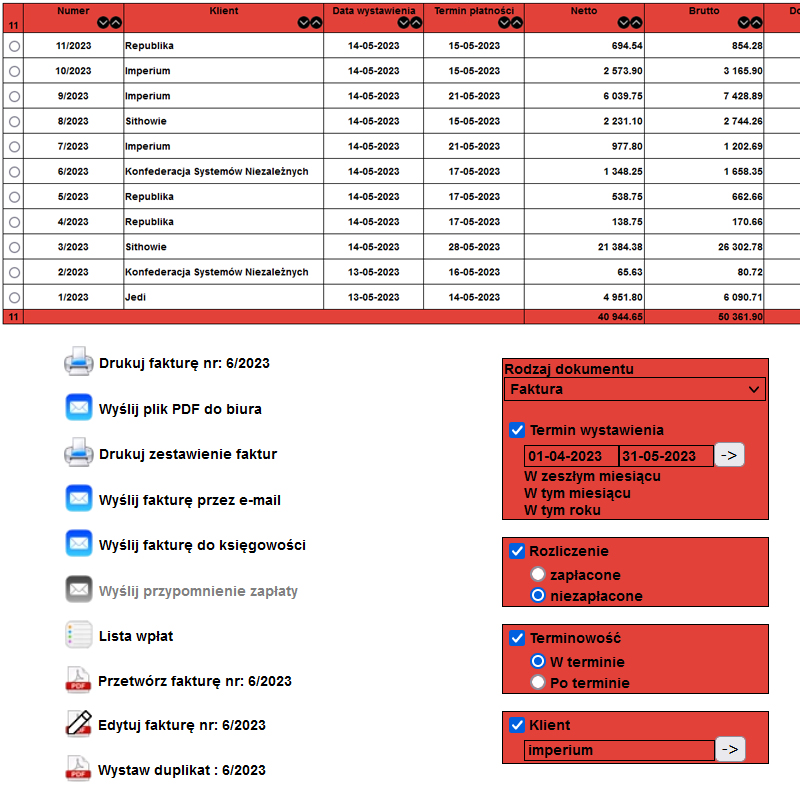 11 Numer Klient Data wystawienia Termin płatności Netto Brutto
11/2023 Republika 14-05-2023 15-05-2023 694.54 854.28
10/2023 Imperium 14-05-2023 15-05-2023 2 573.90 3 165.90
9/2023 Imperium 14-05-2023 21-05-2023 6 039.75 7 428.89
8/2023 Sithowie 14-05-2023 15-05-2023 2 231.10 2 744.26
7/2023 Imperium 14-05-2023 21-05-2023 977.80 1 202.69
6/2023 Konfederacja Systemów Niezależnych 14-05-2023 17-05-2023 1 348.25 1 658.35
5/2023 Republika 14-05-2023 17-05-2023 538.75 662.66
4/2023 Republika 14-05-2023 17-05-2023 138.75 170.66
3/2023 Sithowie 14-05-2023 28-05-2023 21 384.38 26 302.78
2/2023 Konfederacja Systemów Niezależnych 13-05-2023 16-05-2023 65.63 80.72
1/2023 Jedi 13-05-2023 14-05-2023 4 951.80 6 090.71
11 40 944.65 50 361.90
Drukuj fakturę nr: 6/2023
Wyślij plik PDF do biura
Drukuj zestawienie faktur
Wyślij fakturę przez e-mail
Wyślij fakturę do księgowości
Wyślij przypomnienie zapłaty
Lista wpłat
PDF Przetwórz fakturę nr: 6/2023
Edytuj fakturę nr: 6/2023
PDF Wystaw duplikat : 6/2023
Rodzaj dokumentu
Faktura
Termin wystawienia
01-04-2023 31-05-2023 ->
W zeszłym miesiącu
W tym miesiącu
W tym roku
Rozliczenie
zapłacone
niezapłacone
Terminowość
W terminie
Po terminie
Klient
imperium ->